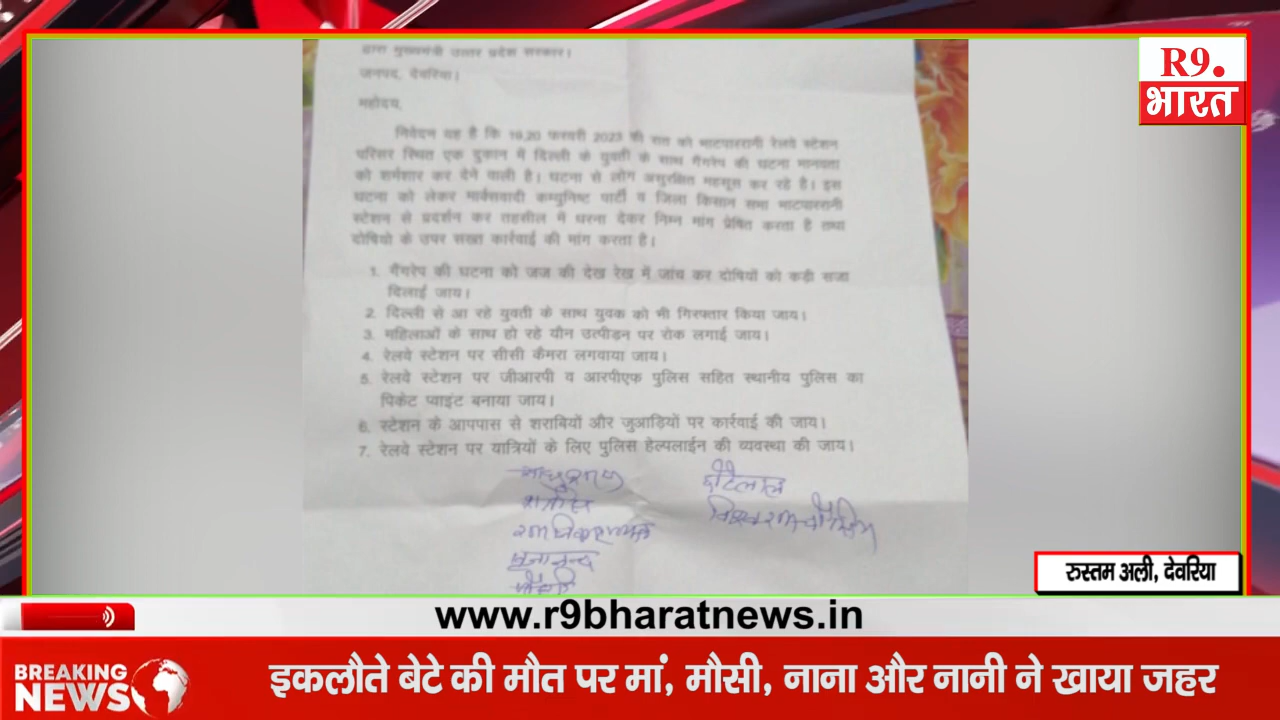 R9.
भारत
द्वारा मुख्यमंत्री उत्तर प्रदेश सरकार।
जनपद, देवरिया।
महोदय,
निवेदन यह है कि 19,20 फरवरी 2023 की रात को भाटपाररानी रेलवे स्टेशन
परिसर स्थित एक दुकान में दिल्ली के युवती के साथ गैंगरेप की घटना मानवता
को शर्मशार कर देने वाली है। घटना से लोग असुरक्षित महसूस कर रहे है। इस
घटना को लेकर मार्क्सवादी कम्युनिष्ट पार्टी व जिला किसान सभा भाटपाररानी
स्टेशन से प्रदर्शन कर तहसील में धरना देकर निम्न मांग प्रेषित करता है तथा
दोषियो के उपर सख्त कार्रवाई की मांग करता है।
1. गैंगरेप की घटना को जज की देख रेख में जांच कर दोषियों को कड़ी सजा
दिलाई जाय।
2. दिल्ली से आ रहे युवती के साथ युवक को भी गिरफ्तार किया जाय।
3. महिलाओं के साथ हो रहे यौन उत्पीडन पर रोक लगाई जाय।
4. रेलवे स्टेशन पर सीसी कैमरा लगवाया जाय।
5. रेलवे स्टेशन पर जीआरपी व आरपीएफ पुलिस सहित स्थानीय पुलिस का
पिकेट प्वाइंट बनाया जाय।
6. स्टेशन के आपपास से शराबियों और जुआड़ियों पर कार्रवाई की जाय।
7. रेलवे स्टेशन पर यात्रियों के लिए पुलिस हेल्पलाईन की व्यवस्था की जाय।
छोटेलाल
रुस्तम अली, देवरिया
www.r9bharatnews.in
BREAKING
NEWS
इकलौते बेटे की मौत पर मां, मौसी, नाना और नानी ने खाया जहर